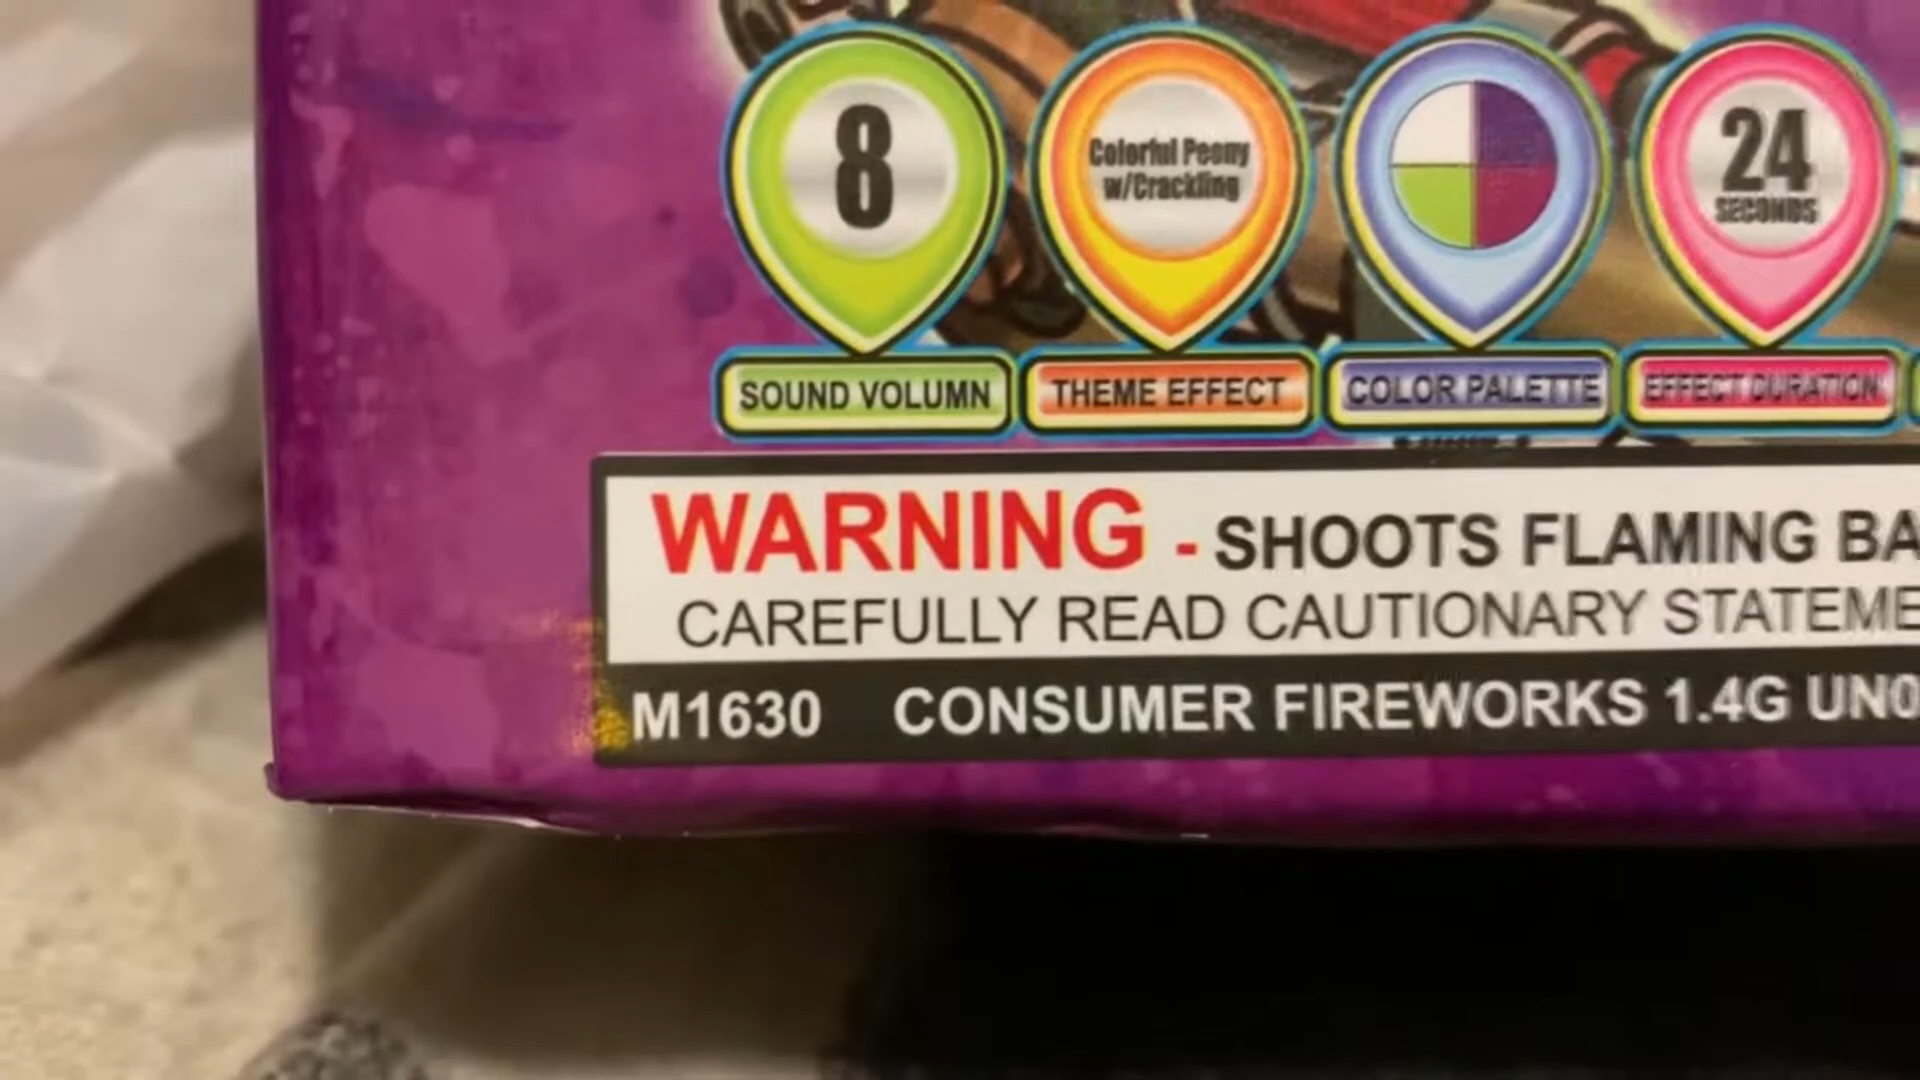 8
Colorful Peony
w/Crackling
24
SECONDS
SOUND VOLUMN
THEME EFFECT
COLOR PALETTE
EFFECT DURATION
WARNING - SHOOTS FLAMING BA
CAREFULLY READ CAUTIONARY STATEME
M1630 CONSUMER FIREWORKS 1.4G UN0